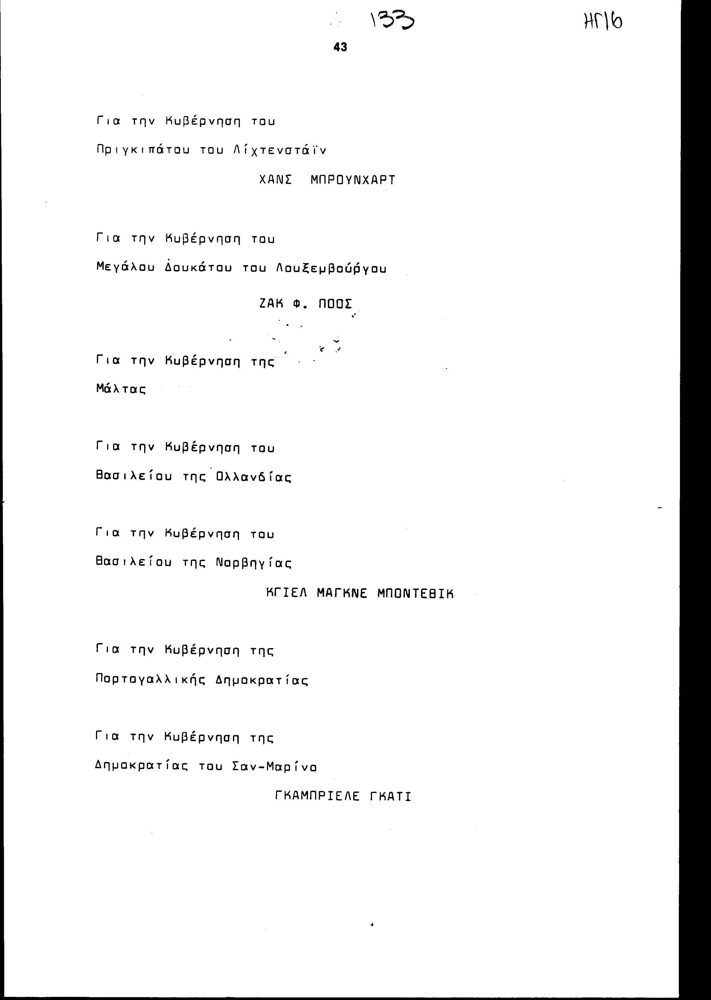 133 ΗΓ16
43
Για την Κυβέρνηση του
Πριγκιπάτου του Λίχτενστάϊν
ΧΑΝΣ ΜΠΡΟΥΝΧΑΡΤ
Για την Κυβέρνηση του
Μεγάλου Δουκάτου του Λουξεμβούργου
ΖΑΚ Φ. ΠΟΟΣ
Για την Κυβέρνηση της
Μάλτας
Για την Κυβέρνηση του
Βασιλείου της Ολλανδίας
Για την Κυβέρνηση του
Βασιλείου της Νορβηγίας
ΚΓΙΕΛ ΜΑΓΚΝΕ ΜΠΟΝΤΕΒΙΚ
Για την Κυβέρνηση της
Πορτογαλλικής Δημοκρατίας
Για την Κυβέρνηση της
Δημοκρατίας του Σαν-Μαρίνο
ΓΚΑΜΠΡΙΕΛΕ ΓΚΑΤΙ